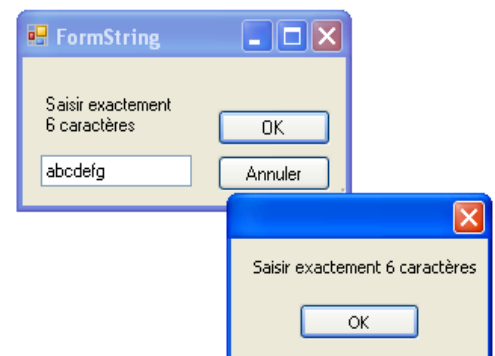 FormString
Saisir exactement
6 caractères
OK
abcdefg
Annuler
Saisir exactement 6 caractères
OK